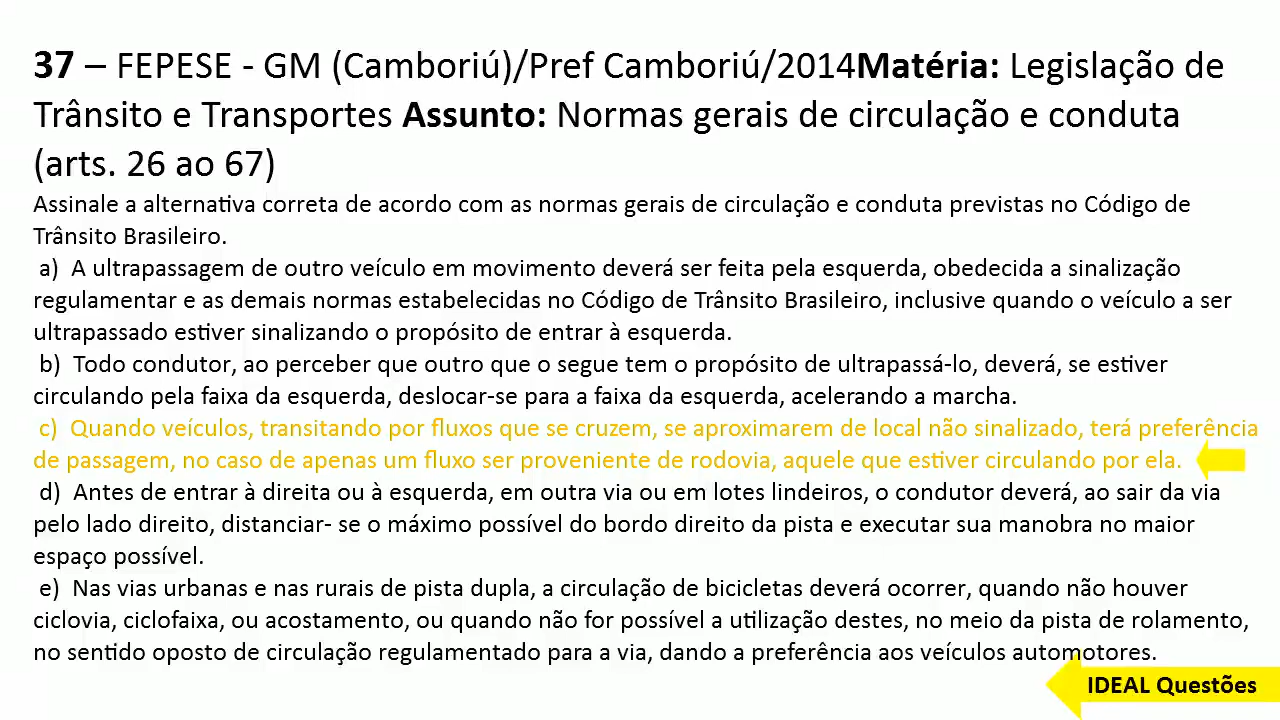 37 – FEPESE - GM (Camboriú)/Pref Camboriú/2014Matéria: Legislação de
Trânsito e Transportes Assunto: Normas gerais de circulação e conduta
(arts. 26 ao 67)
Assinale a alternativa correta de acordo com as normas gerais de circulação e conduta previstas no Código de
Trânsito Brasileiro.
a) A ultrapassagem de outro veículo em movimento deverá ser feita pela esquerda, obedecida a sinalização
regulamentar e as demais normas estabelecidas no Código de Trânsito Brasileiro, inclusive quando o veículo a ser
ultrapassado estiver sinalizando o propósito de entrar à esquerda.
b) Todo condutor, ao perceber que outro que o segue tem o propósito de ultrapassá-lo, deverá, se estiver
circulando pela faixa da esquerda, deslocar-se para a faixa da esquerda, acelerando a marcha.
c) Quando veículos, transitando por fluxos que se cruzem, se aproximarem de local não sinalizado, terá preferência
de passagem, no caso de apenas um fluxo ser proveniente de rodovia, aquele que estiver circulando por ela.
d) Antes de entrar à direita ou à esquerda, em outra via ou em lotes lindeiros, o condutor deverá, ao sair da via
pelo lado direito, distanciar- se o máximo possível do bordo direito da pista e executar sua manobra no maior
espaço possível.
e) Nas vias urbanas e nas rurais de pista dupla, a circulação de bicicletas deverá ocorrer, quando não houver
ciclovia, ciclofaixa, ou acostamento, ou quando não for possível a utilização destes, no meio da pista de rolamento,
no sentido oposto de circulação regulamentado para a via, dando a preferência aos veículos automotores.
IDEAL Questões